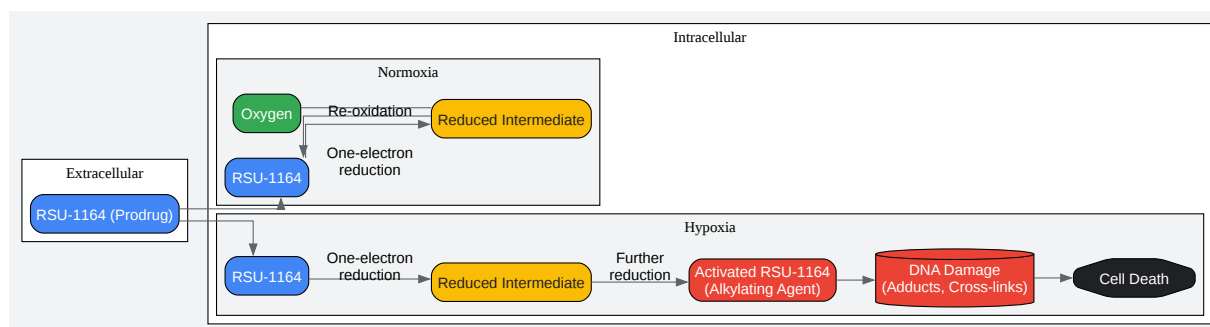 Intracellular
Normoxia
Oxygen
Re-oxidation
Reduced Intermediate
One-electron
reduction
RSU-1164
Extracellular
RSU-1164 (Prodrug)
Hypoxia
RSU-1164
One-electron
reduction
Reduced Intermediate
Further
reduction
Activated RSU-1164
(Alkylating Agent)
DNA Damage
(Adducts, Cross-links)
Cell Death